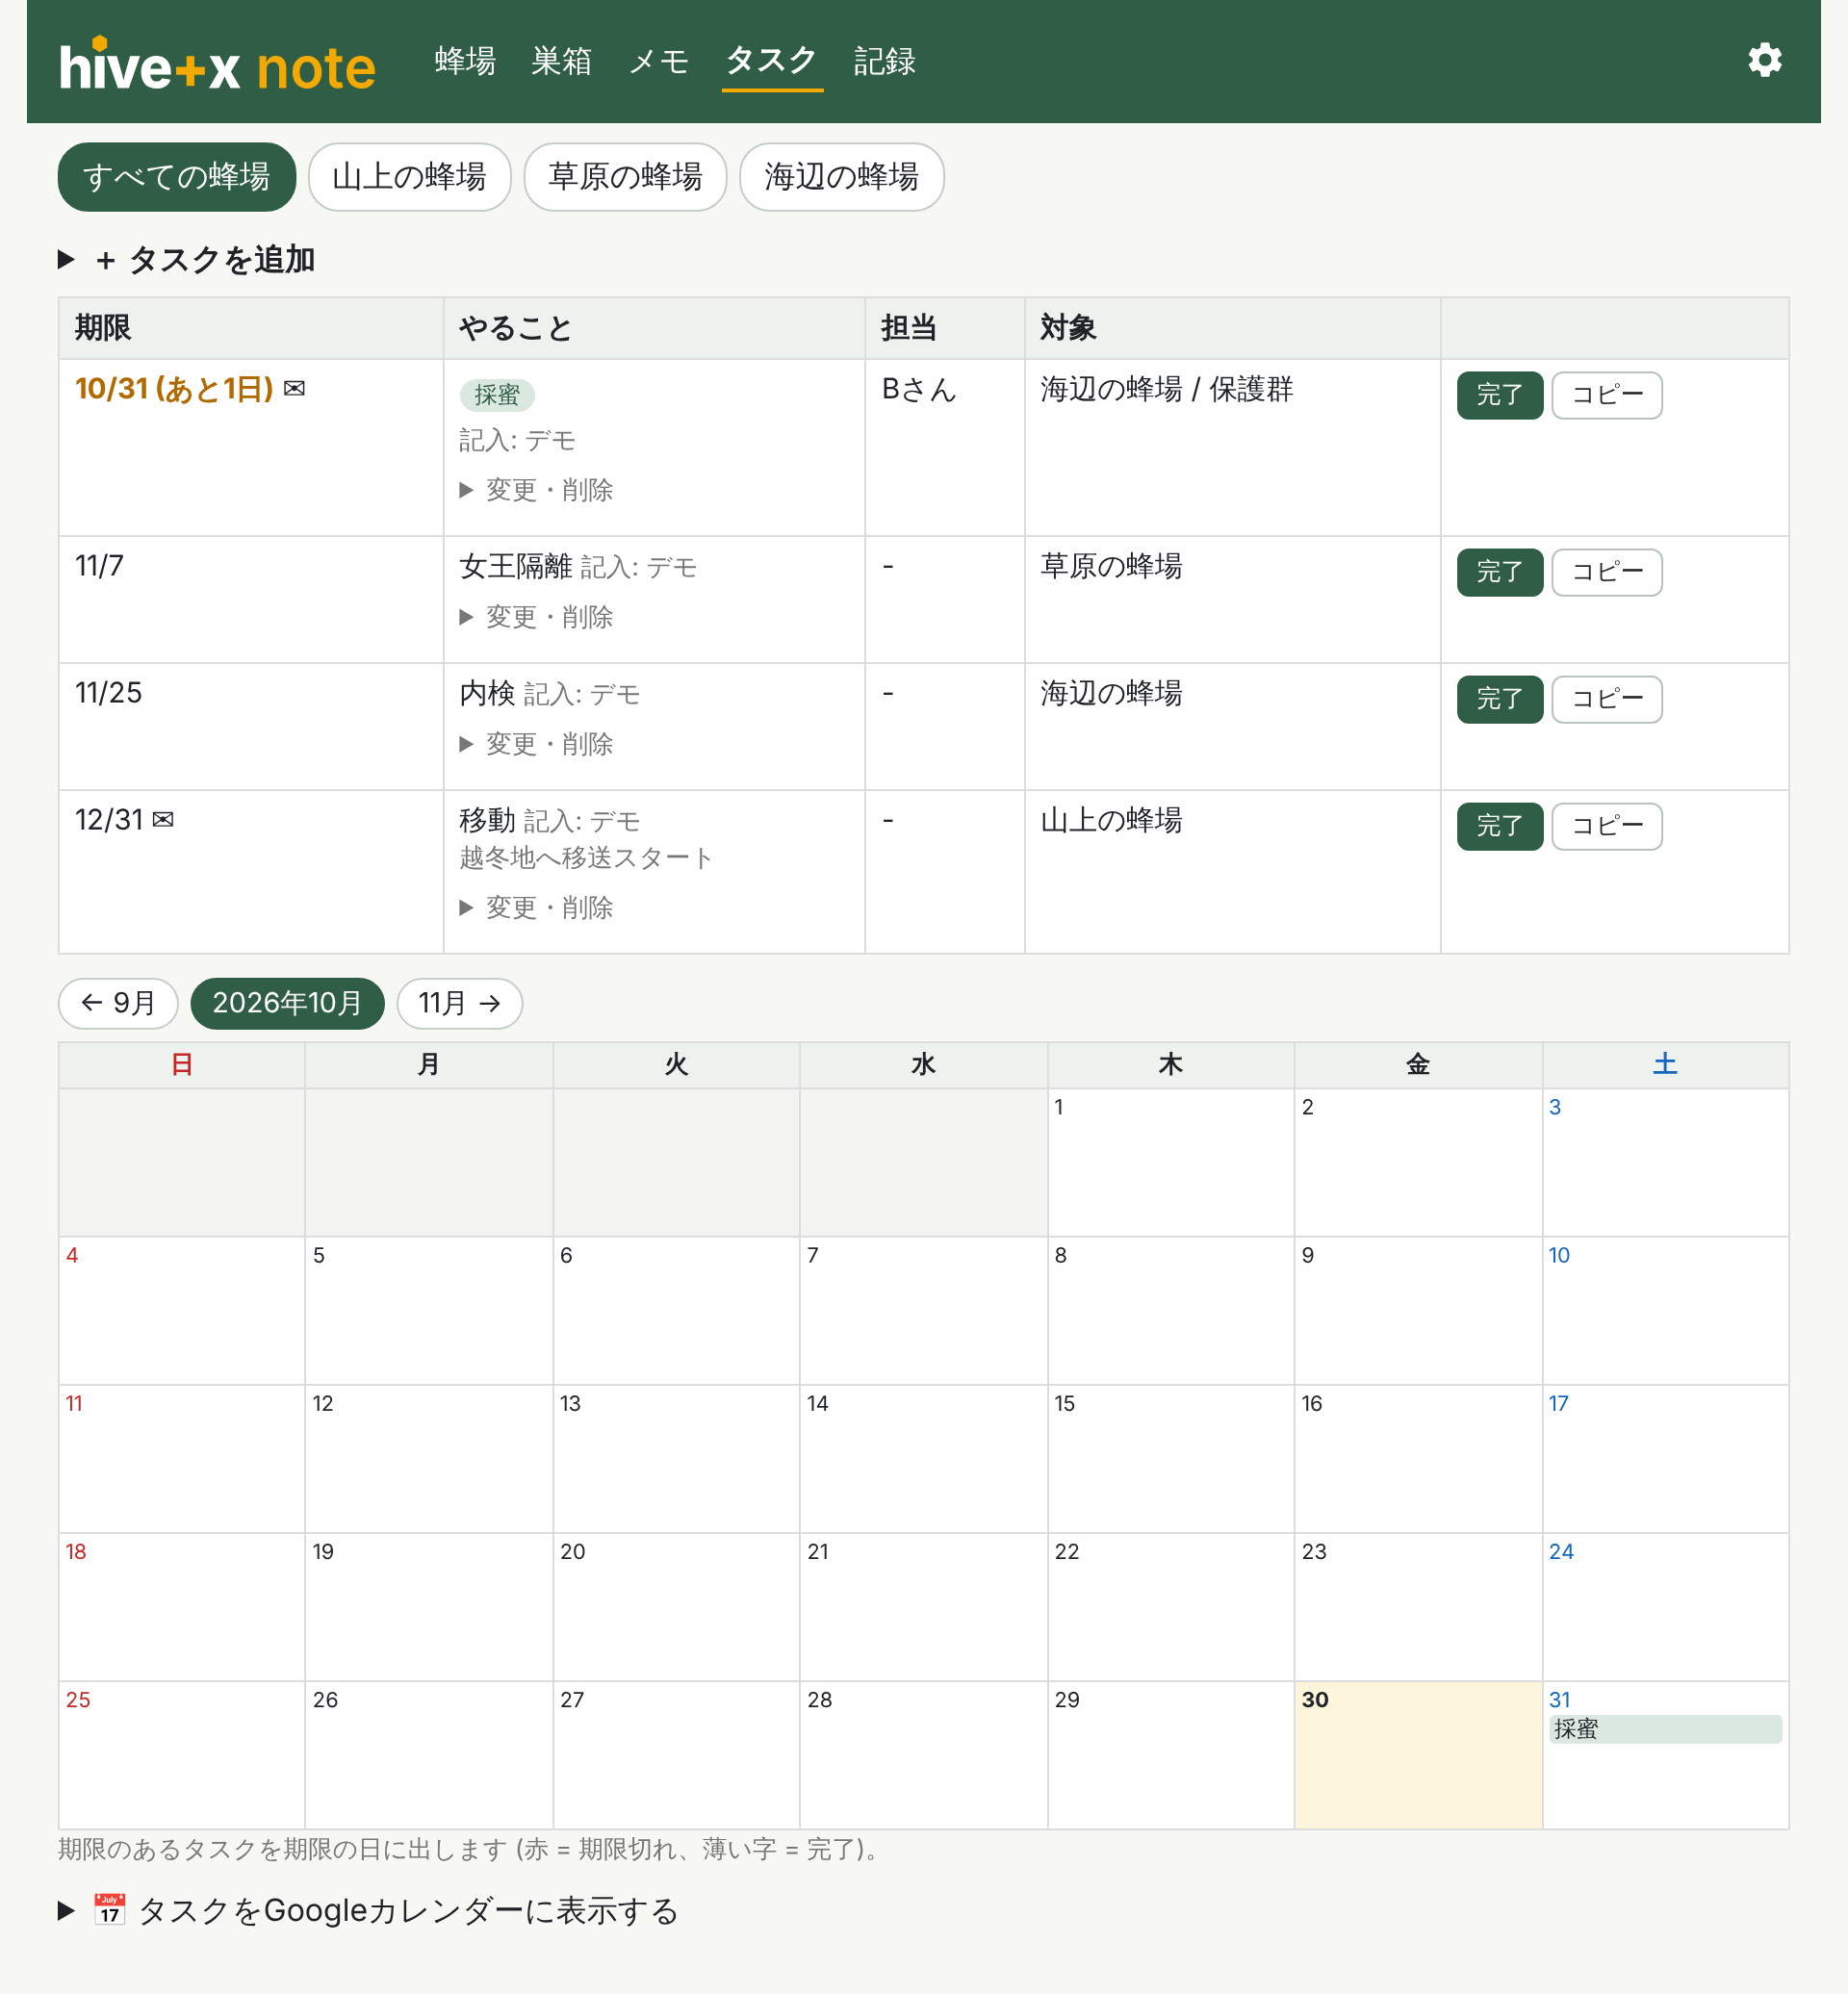 hive+x note 蜂場 巣箱 メモ タスク 記録
すべての蜂場 山上の蜂場 草原の蜂場 海辺の蜂場
▶ + タスクを追加
期限 やること 担当 対象
10/31 (あと1日) ✉ 採蜜 Bさん 海辺の蜂場 / 保護群 完了 コピー
記入: デモ
▶ 変更・削除
11/7 女王隔離 記入: デモ - 草原の蜂場 完了 コピー
▶ 変更・削除
11/25 内検 記入: デモ - 海辺の蜂場 完了 コピー
▶ 変更・削除
12/31 ✉ 移動 記入: デモ - 山上の蜂場 完了 コピー
越冬地へ移送スタート
▶ 変更・削除
← 9月 2026年10月 11月 →
日 月 火 水 木 金 土
1 2 3
4 5 6 7 8 9 10
11 12 13 14 15 16 17
18 19 20 21 22 23 24
25 26 27 28 29 30 31
採蜜
期限のあるタスクを期限の日に出します (赤 = 期限切れ、薄い字 = 完了)。
▶ 📅 タスクをGoogleカレンダーに表示する